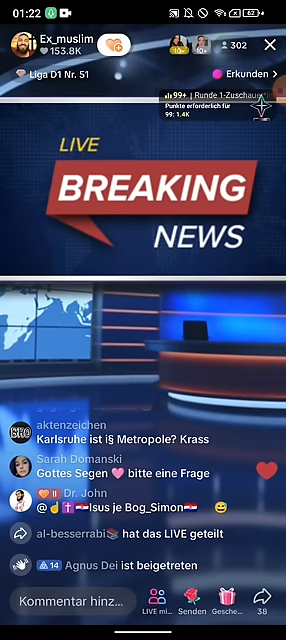 01:22
62
Ex_muslim
153.8K
10+
10+
302
Liga D1 Nr. 51
Erkunden >
99+ | Runde 1-Zuschauer
Punkte erforderlich für
99: 1.4K
LIVE
BREAKING
NEWS
aktenzeichen
Karlsruhe ist i§ Metropole? Krass
Sarah Domanski
Gottes Segen 🩷 bitte eine Frage
II Dr. John
@☝️✝️🇭🇷Isus je Bog_Simon🇭🇷 😅
al-besserrabi📚 hat das LIVE geteilt
14 Agnus Dei ist beigetreten
Kommentar hinz...
LIVE mi...
Senden
Gesche...
38